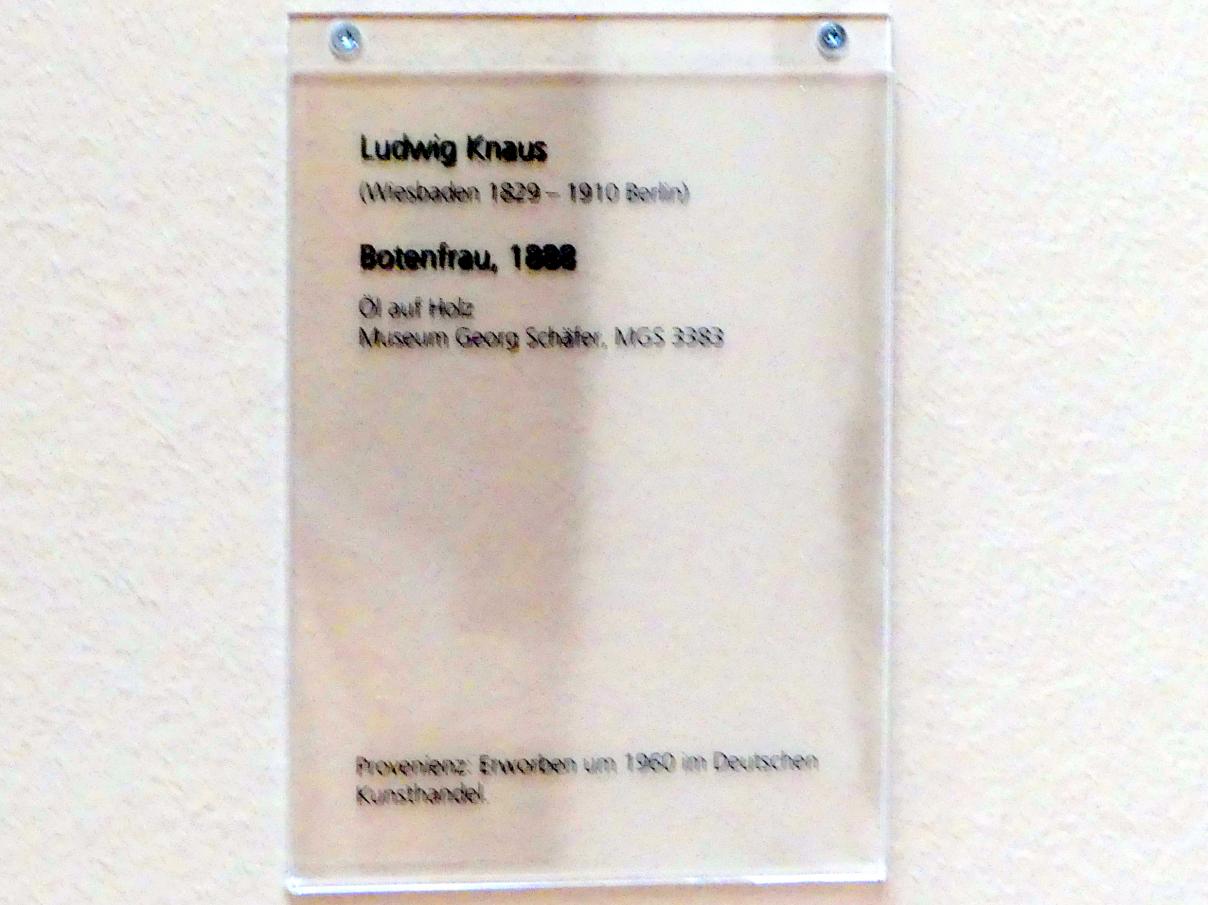 Ludwig Knaus
(Wiesbaden 1829 – 1910 Berlin)
Botenfrau, 1888
Öl auf Holz
Museum Georg Schäfer, MGS 3383
Provenienz: Erworben um 1960 im Deutschen
Kunsthandel.